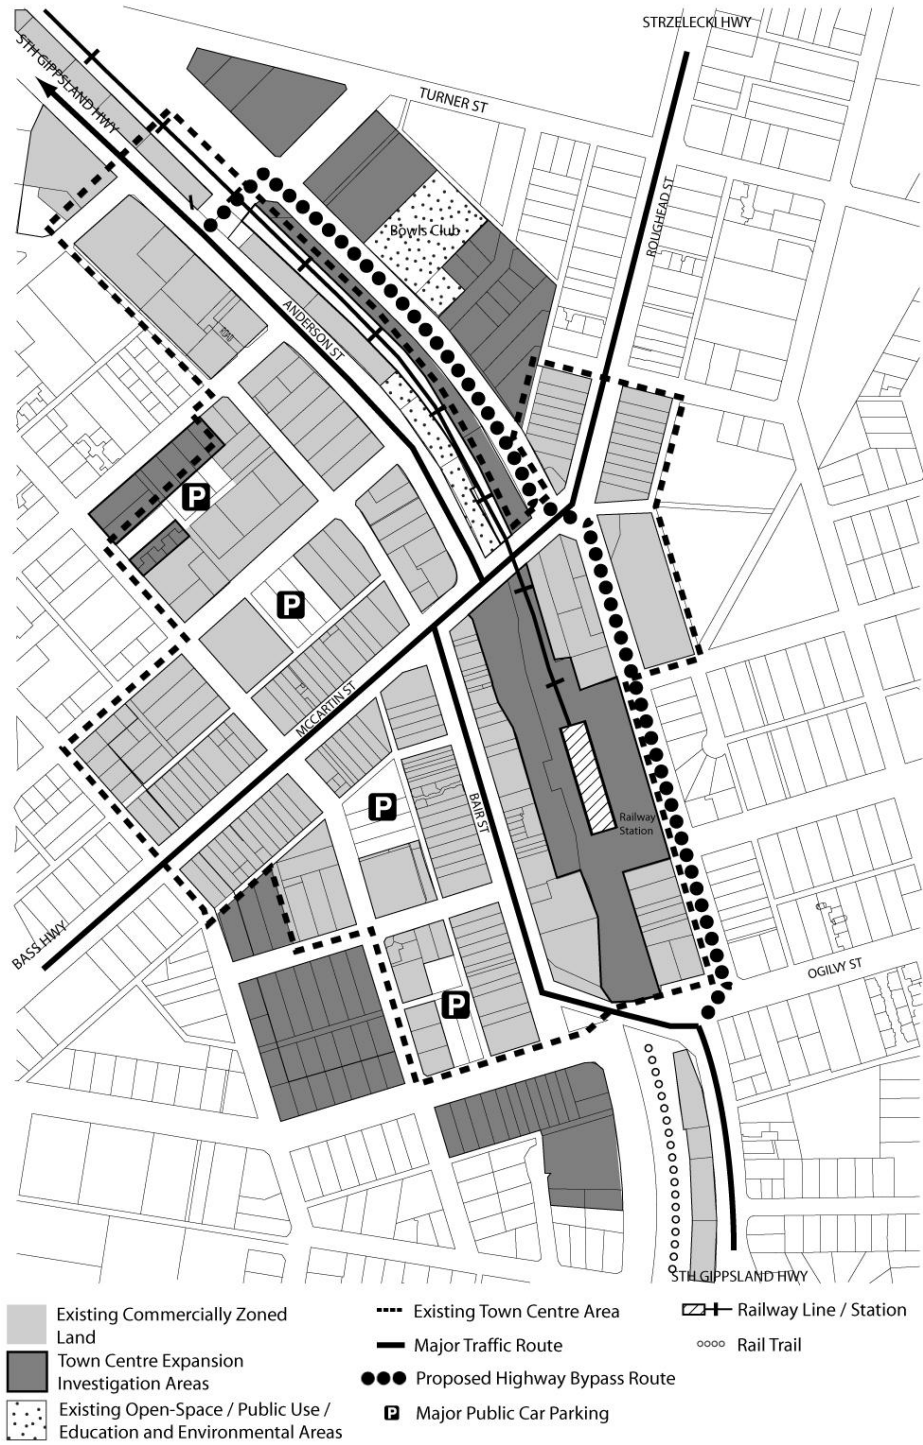 STRZELECKI HWY
STH GIPPSLAND HWY
TURNER ST
ROUGHEAD ST
Bowls Club
ANDERSON ST
P
P
MCCARTIN ST
P
BAIR ST
Railway
Station
BASS HWY
OGILVY ST
P
STH GIPPSLAND HWY
Existing Commercially Zoned
Land
Town Centre Expansion
Investigation Areas
Existing Open-Space / Public Use /
Education and Environmental Areas
Existing Town Centre Area
Major Traffic Route
Proposed Highway Bypass Route
P Major Public Car Parking
Railway Line / Station
Rail Trail